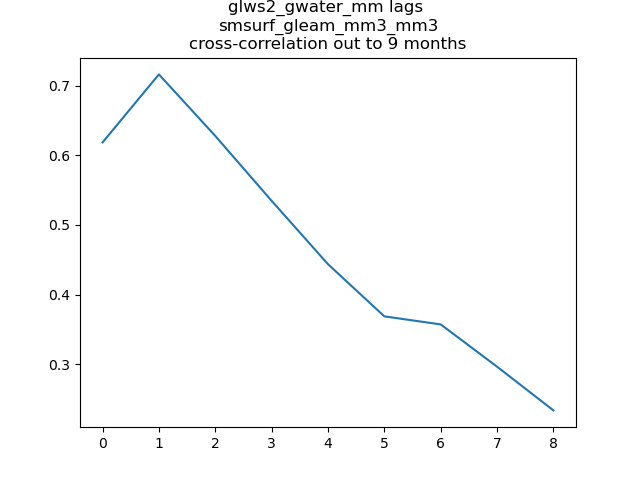 glws2_gwater_mm lags
smsurf_gleam_mm3_mm3
cross-correlation out to 9 months
0.7
0.6
0.5
0.4
0.3
0 1 2 3 4 5 6 7 8